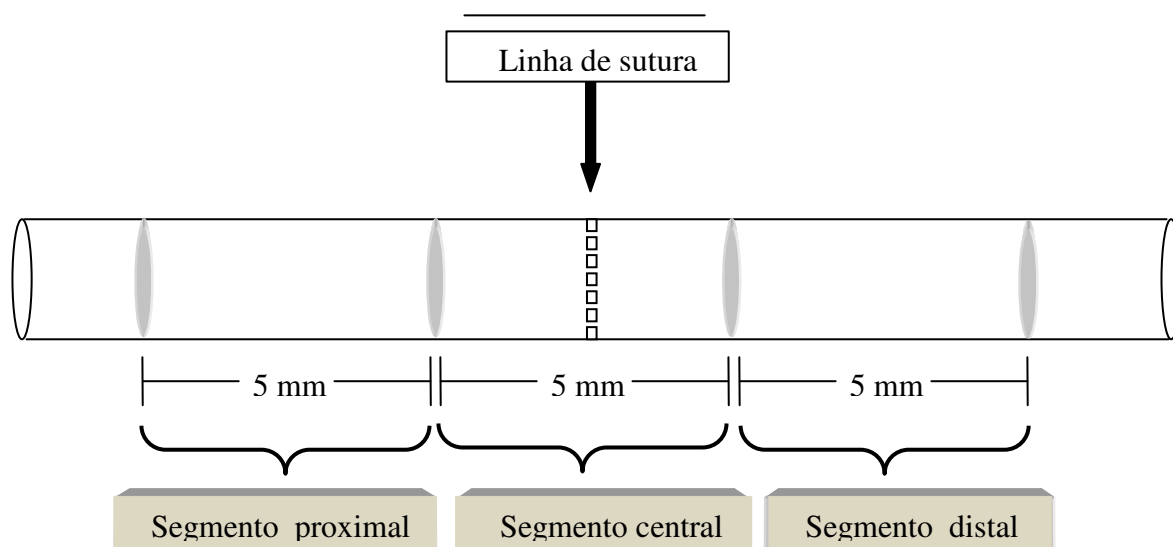 Linha de sutura
5 mm 5 mm 5 mm
Segmento proximal Segmento central Segmento distal